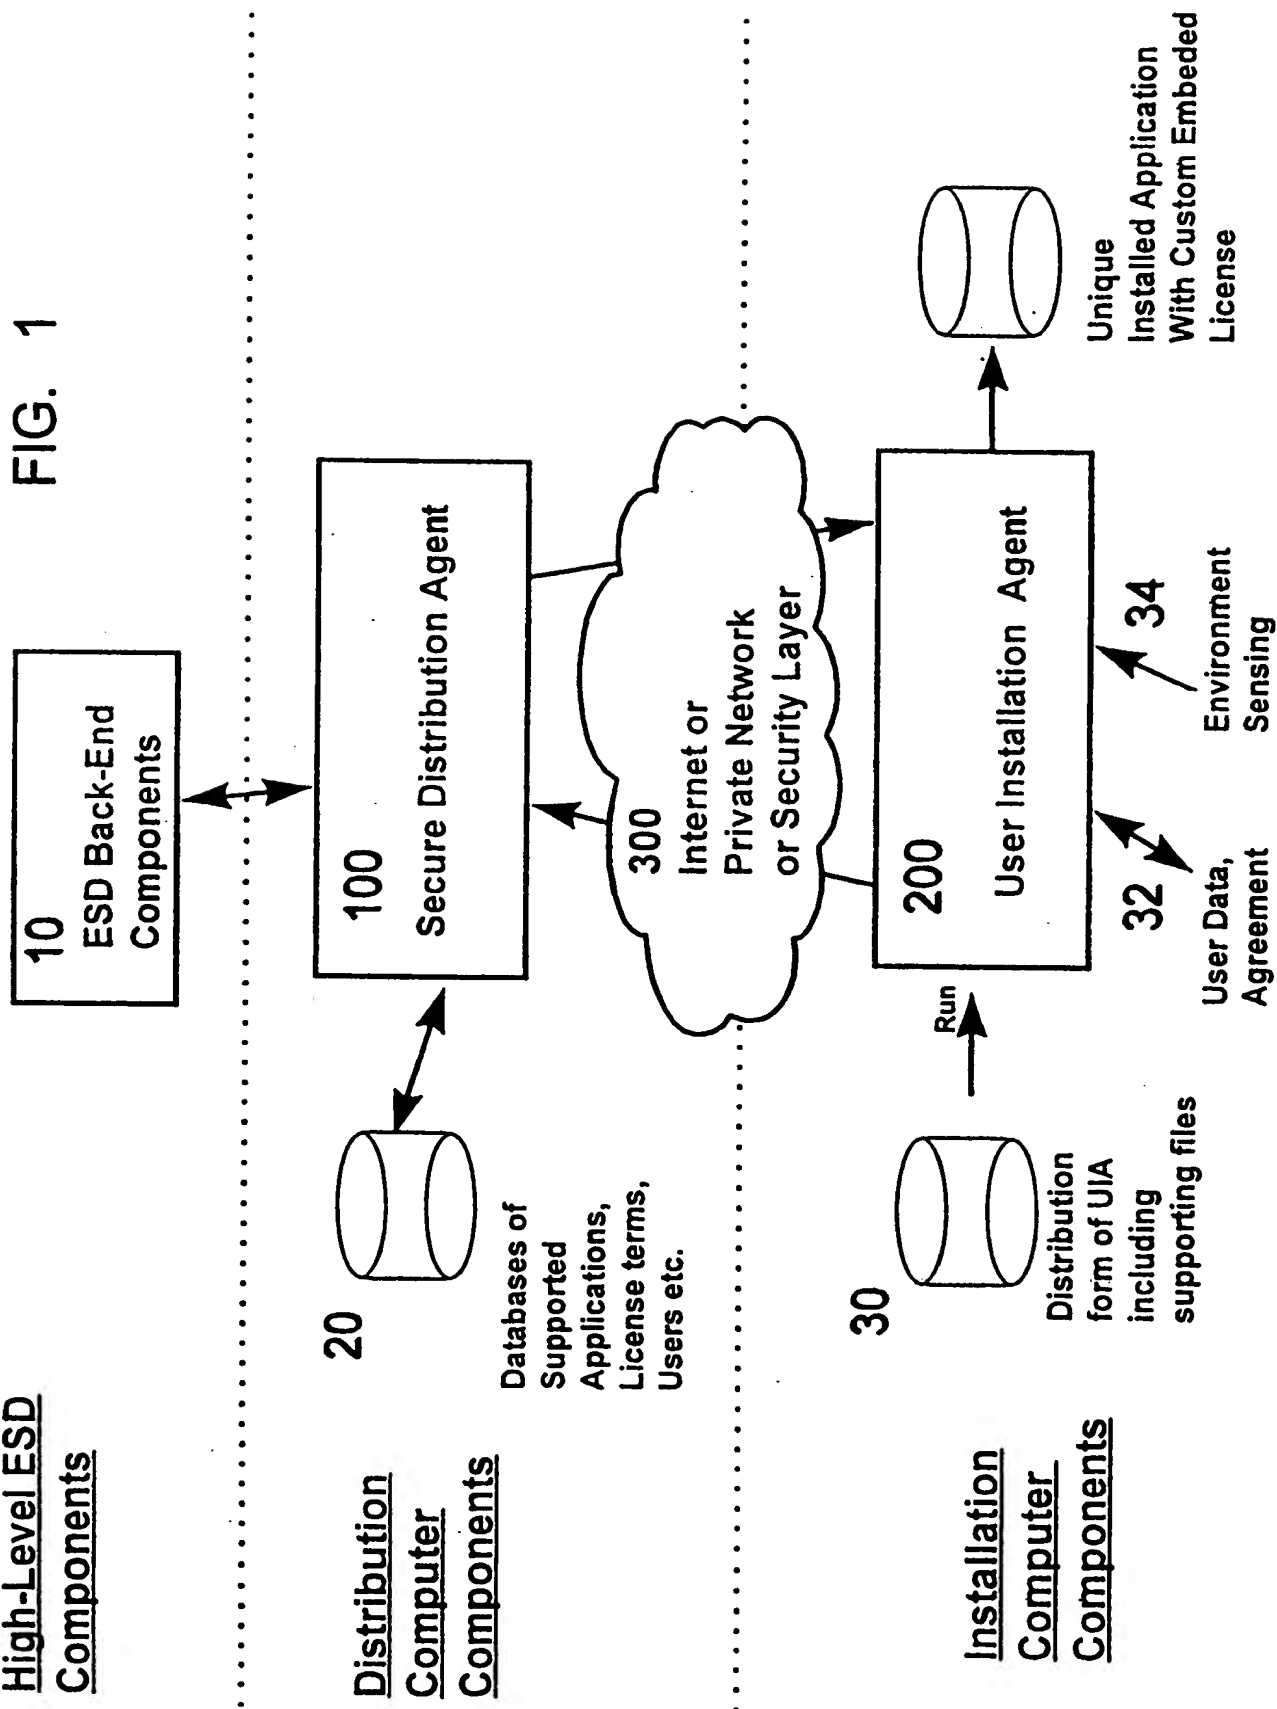 FIG. 1
High-Level ESD
Components
10
ESD Back-End
Components
Distribution
Computer
Components
20
Databases of
Supported
Applications,
License terms,
Users etc.
100
Secure Distribution Agent
300
Internet or
Private Network
or Security Layer
Installation
Computer
Components
30
Distribution
form of UIA
including
supporting files
Run
200
User Installation Agent
32
User Data,
Agreement
34
Environment
Sensing
Unique
Installed Application
With Custom Embeded
License